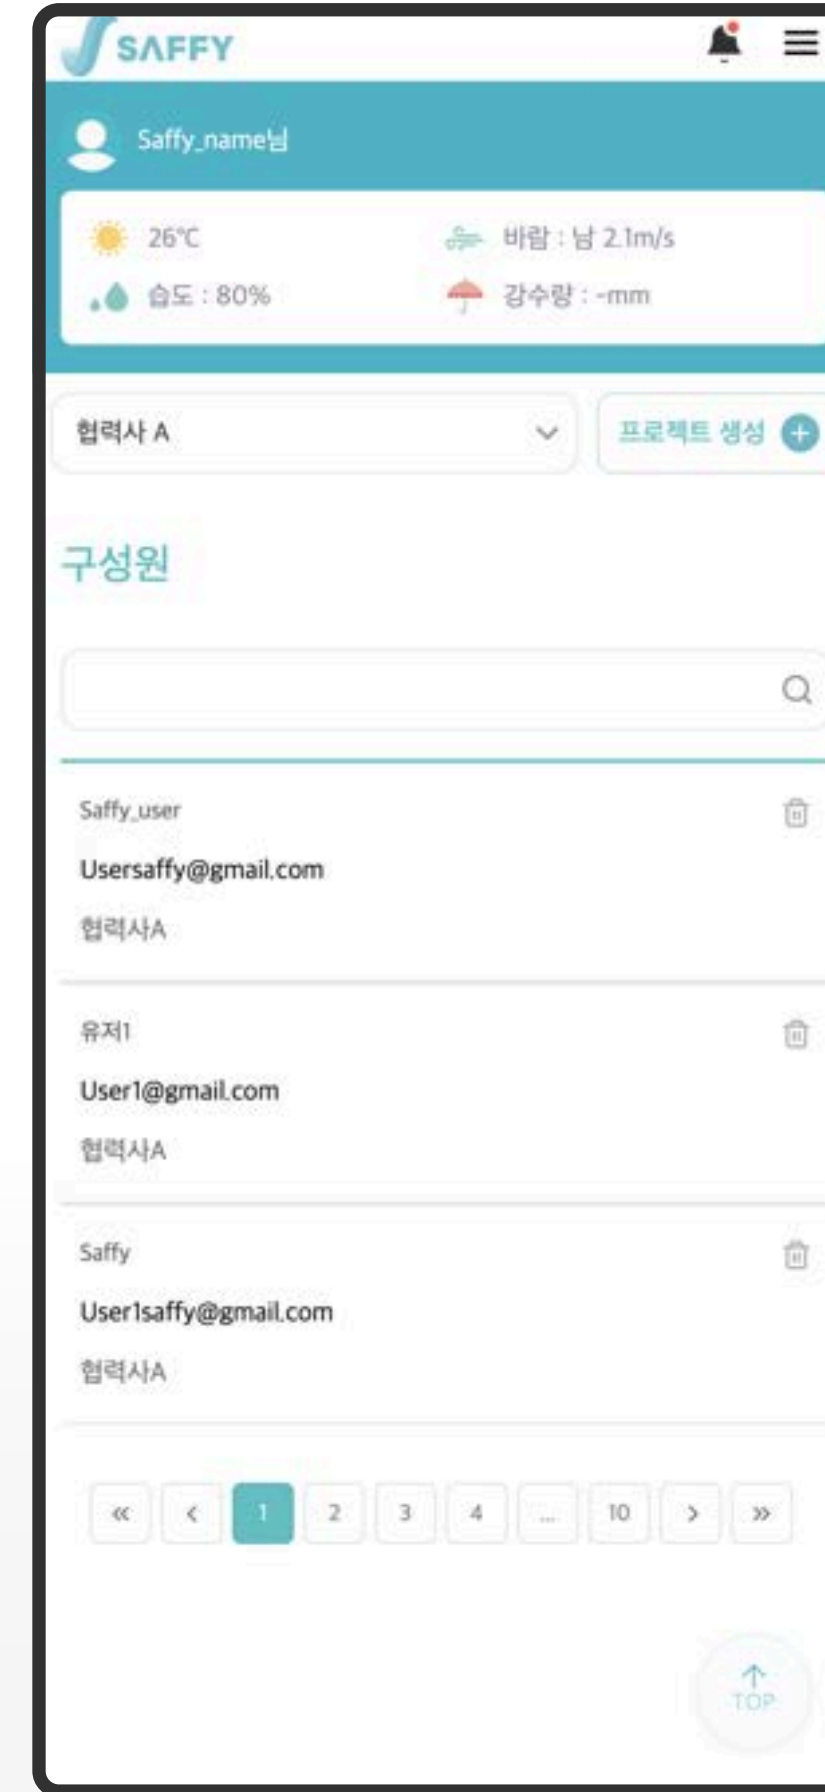 SAFFY
Saffy_name님
26℃
바람 : 남 2.1m/s
습도 : 80%
강수량 : -mm
협력사 A
프로젝트 생성
구성원
Saffy_user
Usersaffy@gmail.com
협력사A
유저1
User1@gmail.com
협력사A
Saffy
User1saffy@gmail.com
협력사A
« < 1 2 3 4 ... 10 > »
TOP